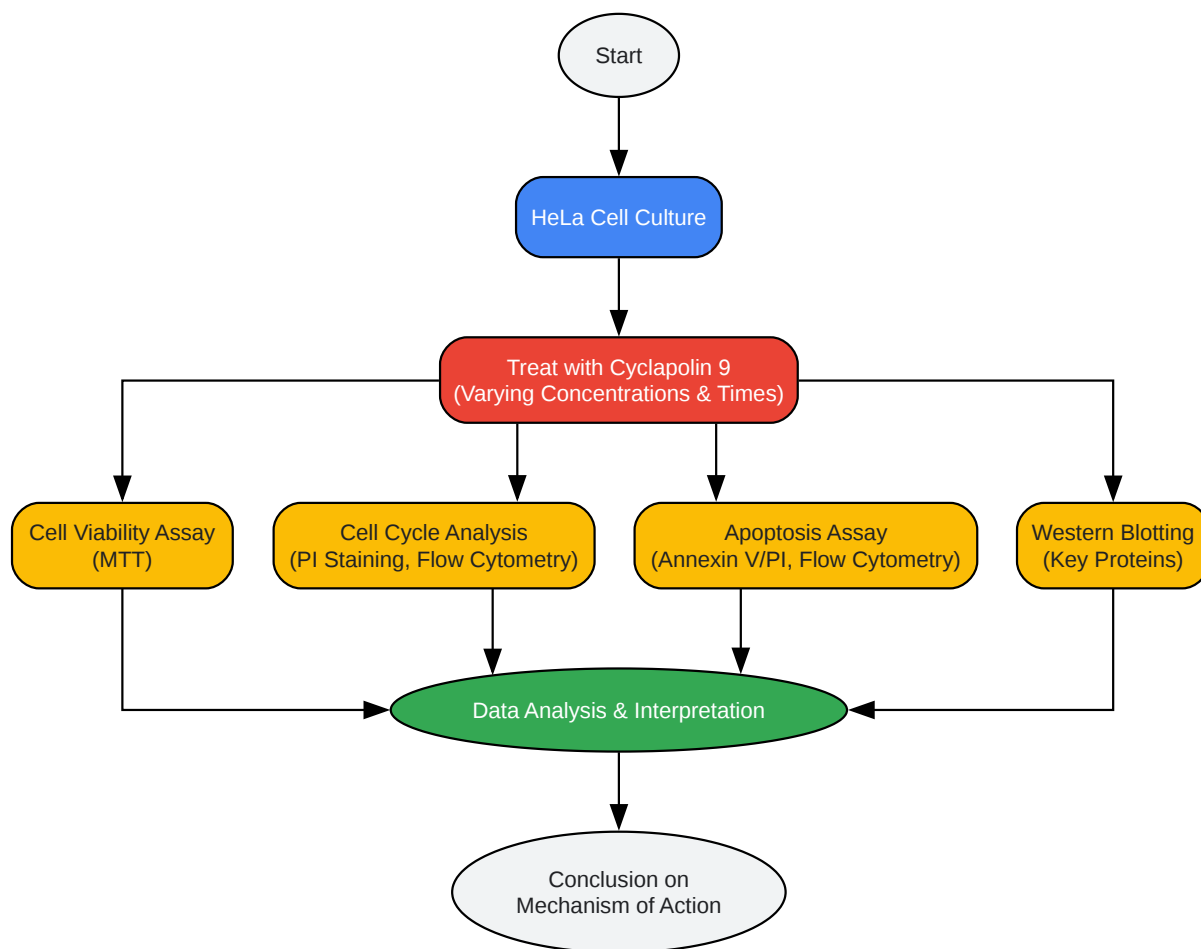 Start
HeLa Cell Culture
Treat with Cyclapolin 9
(Varying Concentrations & Times)
Cell Viability Assay
(MTT)
Cell Cycle Analysis
(PI Staining, Flow Cytometry)
Apoptosis Assay
(Annexin V/PI, Flow Cytometry)
Western Blotting
(Key Proteins)
Data Analysis & Interpretation
Conclusion on
Mechanism of Action